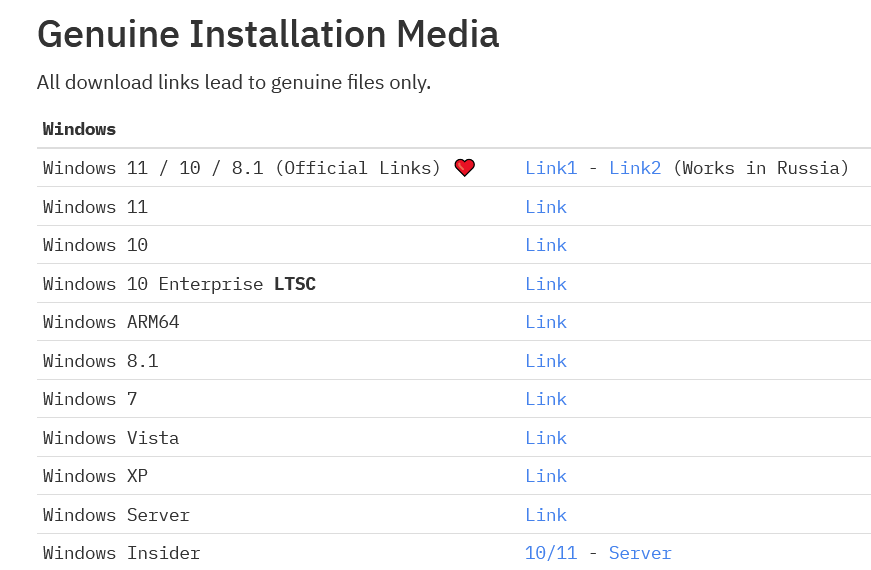 Genuine Installation Media
All download links lead to genuine files only.
Windows
Windows 11 / 10 / 8.1 (Official Links) ❤ Link1 - Link2 (Works in Russia)
Windows 11 Link
Windows 10 Link
Windows 10 Enterprise LTSC Link
Windows ARM64 Link
Windows 8.1 Link
Windows 7 Link
Windows Vista Link
Windows XP Link
Windows Server Link
Windows Insider 10/11 - Server